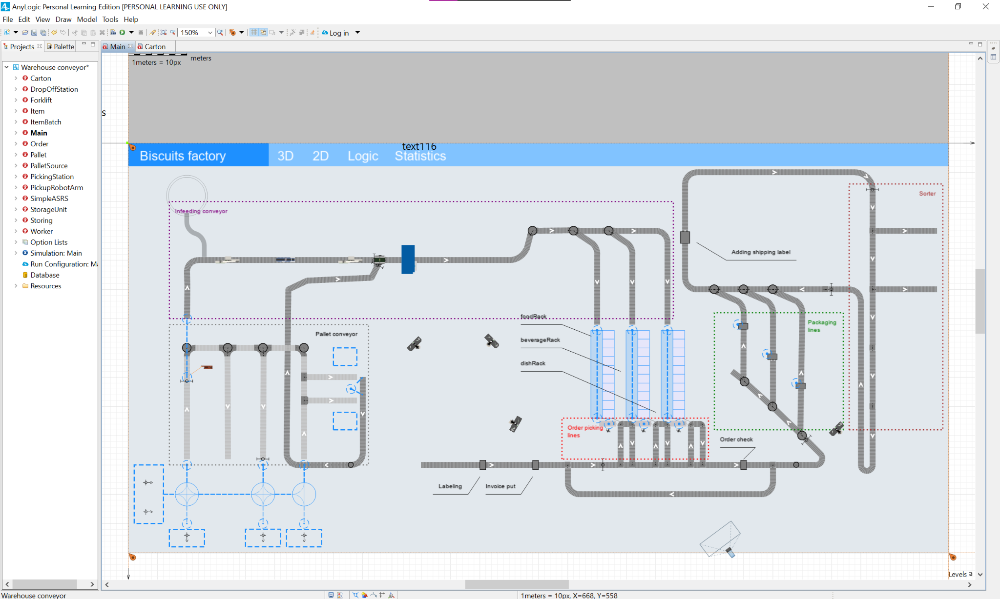 AnyLogic Personal Learning Edition [PERSONAL LEARNING USE ONLY]
File Edit View Draw Model Tools Help
150%
Log in
Projects
Palette
Main
Carton
Warehouse conveyor*
Carton
DropOffStation
Forklift
Item
ItemBatch
Main
Order
Pallet
PalletSource
PickingStation
PickupRobotArm
SimpleASRS
StorageUnit
Storing
Worker
Option Lists
Simulation: Main
Run Configuration: Ma
Database
Resources
meters
1meters = 10px
s
text116
Biscuits factory 3D 2D Logic Statistics
Infeeding conveyor
Sorter
Adding shipping label
foodRack
Packaging
lines
Pallet conveyor
beverageRack
dishRack
Order picking
lines
Order check
Labeling
Invoice put
Levels
Warehouse conveyor
1meters = 10px, X=668, Y=558